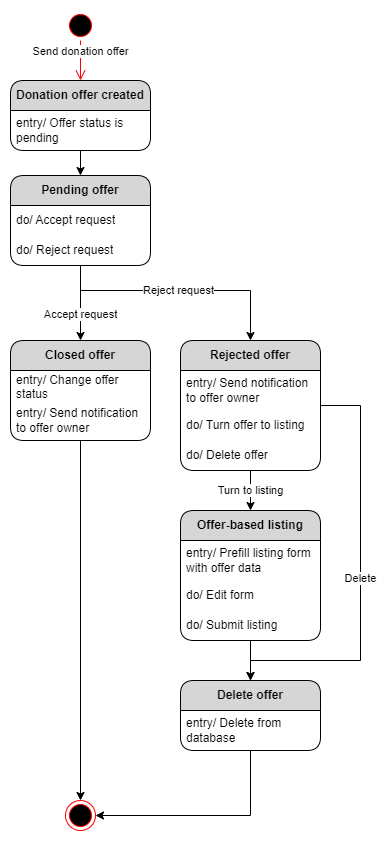 Send donation offer
Donation offer created
entry/ Offer status is
pending
Pending offer
do/ Accept request
do/ Reject request
Reject request
Accept request
Closed offer
entry/ Change offer
status
entry/ Send notification
to offer owner
Rejected offer
entry/ Send notification
to offer owner
do/ Turn offer to listing
do/ Delete offer
Turn to listing
Offer-based listing
entry/ Prefill listing form
with offer data
do/ Edit form
do/ Submit listing
Delete
Delete offer
entry/ Delete from
database